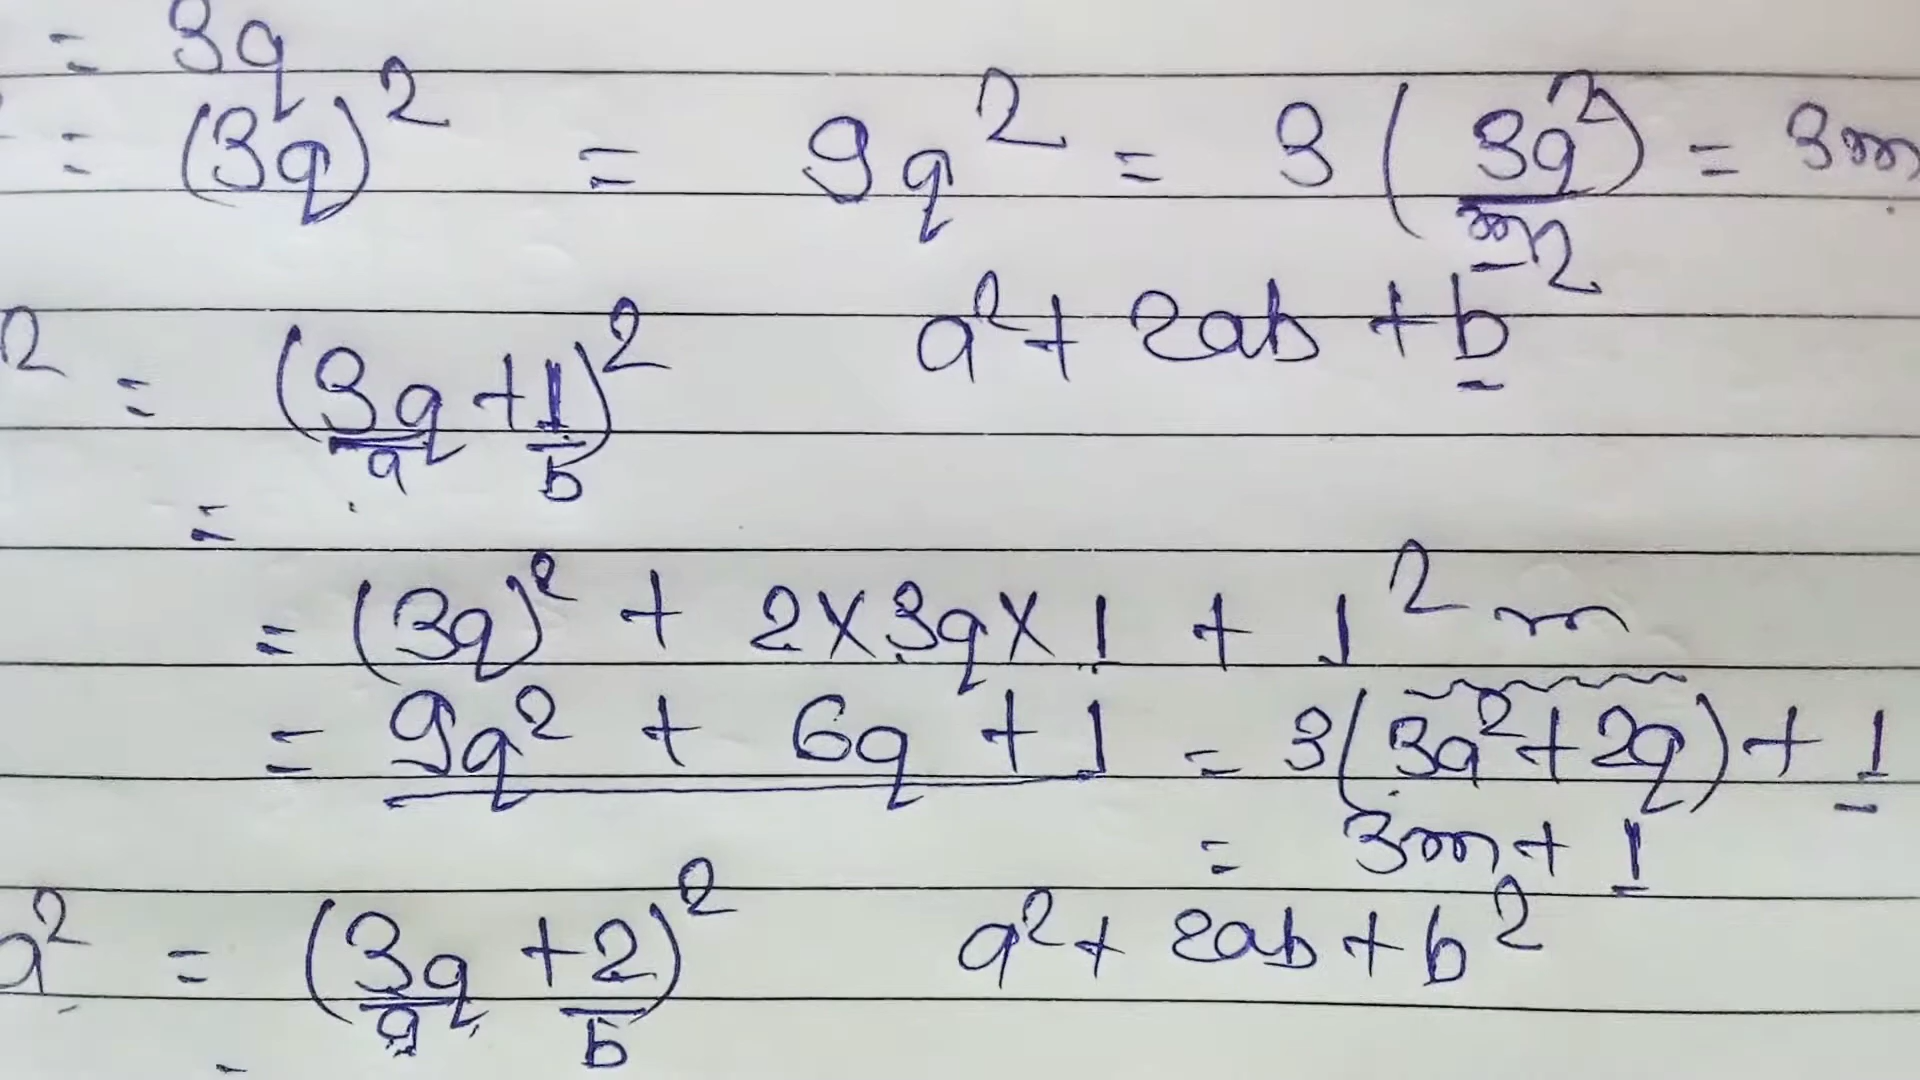 = 3q
= (3q)² = 9q² = 3(3q²) = 3m
m
² = (3q+1)² a² + 2ab + b²
a b
=
= (3q)² + 2×3q×1 + 1² m
= 9q² + 6q + 1 = 3(3q²+2q) + 1
= 3m + 1
a² = (3q+2)² a² + 2ab + b²
a b
=